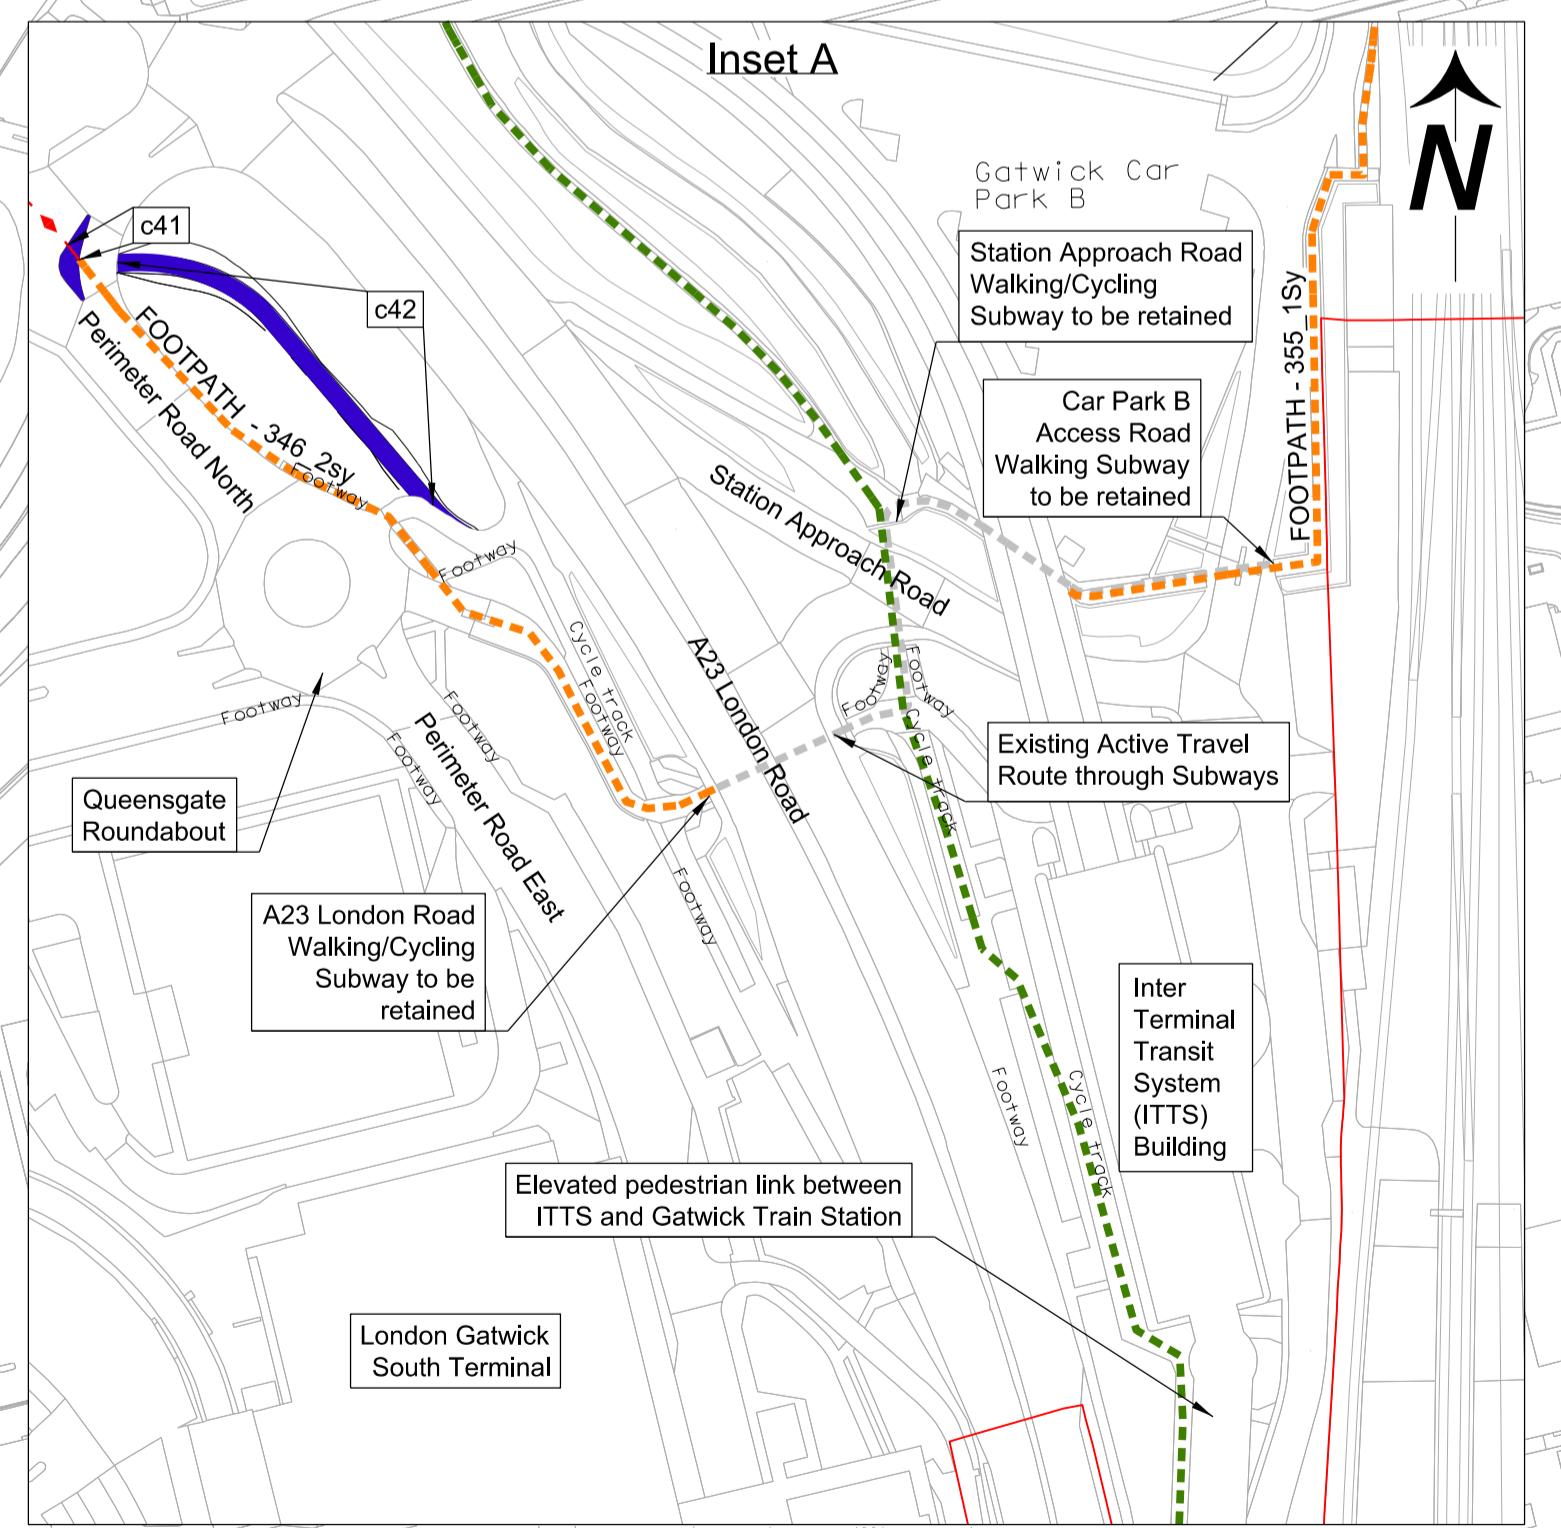 Inset A
N
Gatwick Car
Park B
c41
c42
Station Approach Road
Walking/Cycling
Subway to be retained
Car Park B
Access Road
Walking Subway
to be retained
FOOTPATH - 355_1Sy
FOOTPATH - 346_2sy
Perimeter Road North
Footway
Footway
Station Approach Road
Cycle track
Footway
A23 London Road
Footway
Footway
Footway
Footway
Footway
Perimeter Road East
Cycle track
Existing Active Travel
Route through Subways
Queensgate
Roundabout
A23 London Road
Walking/Cycling
Subway to be
retained
Footway
Inter
Terminal
Transit
System
(ITTS)
Building
Footway
Cycle track
Elevated pedestrian link between
ITTS and Gatwick Train Station
London Gatwick
South Terminal